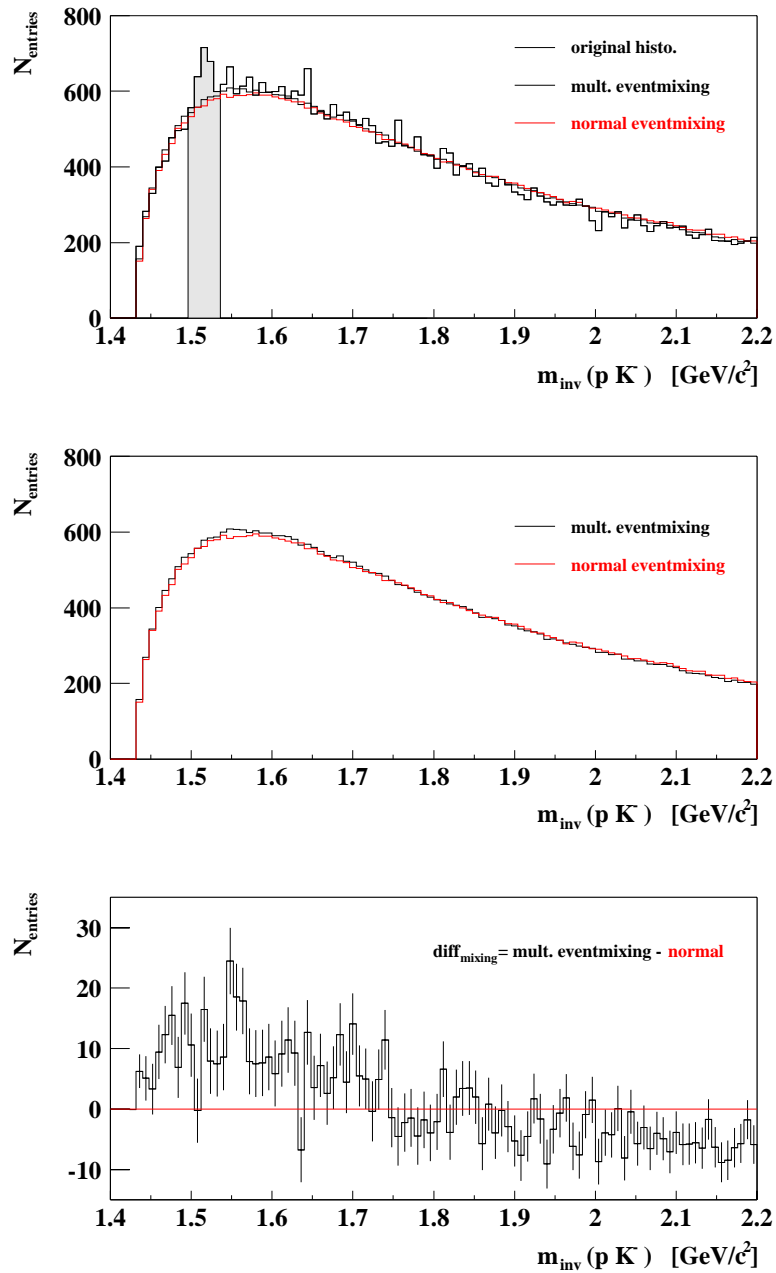 N_entries
800
600
400
200
0
original histo.
mult. eventmixing
normal eventmixing
1.4 1.5 1.6 1.7 1.8 1.9 2 2.1 2.2
m_inv (p K^-) [GeV/c^2]
N_entries
800
600
400
200
0
mult. eventmixing
normal eventmixing
1.4 1.5 1.6 1.7 1.8 1.9 2 2.1 2.2
m_inv (p K^-) [GeV/c^2]
N_entries
30
20
10
0
-10
diff_mixing= mult. eventmixing - normal
1.4 1.5 1.6 1.7 1.8 1.9 2 2.1 2.2
m_inv (p K^-) [GeV/c^2]